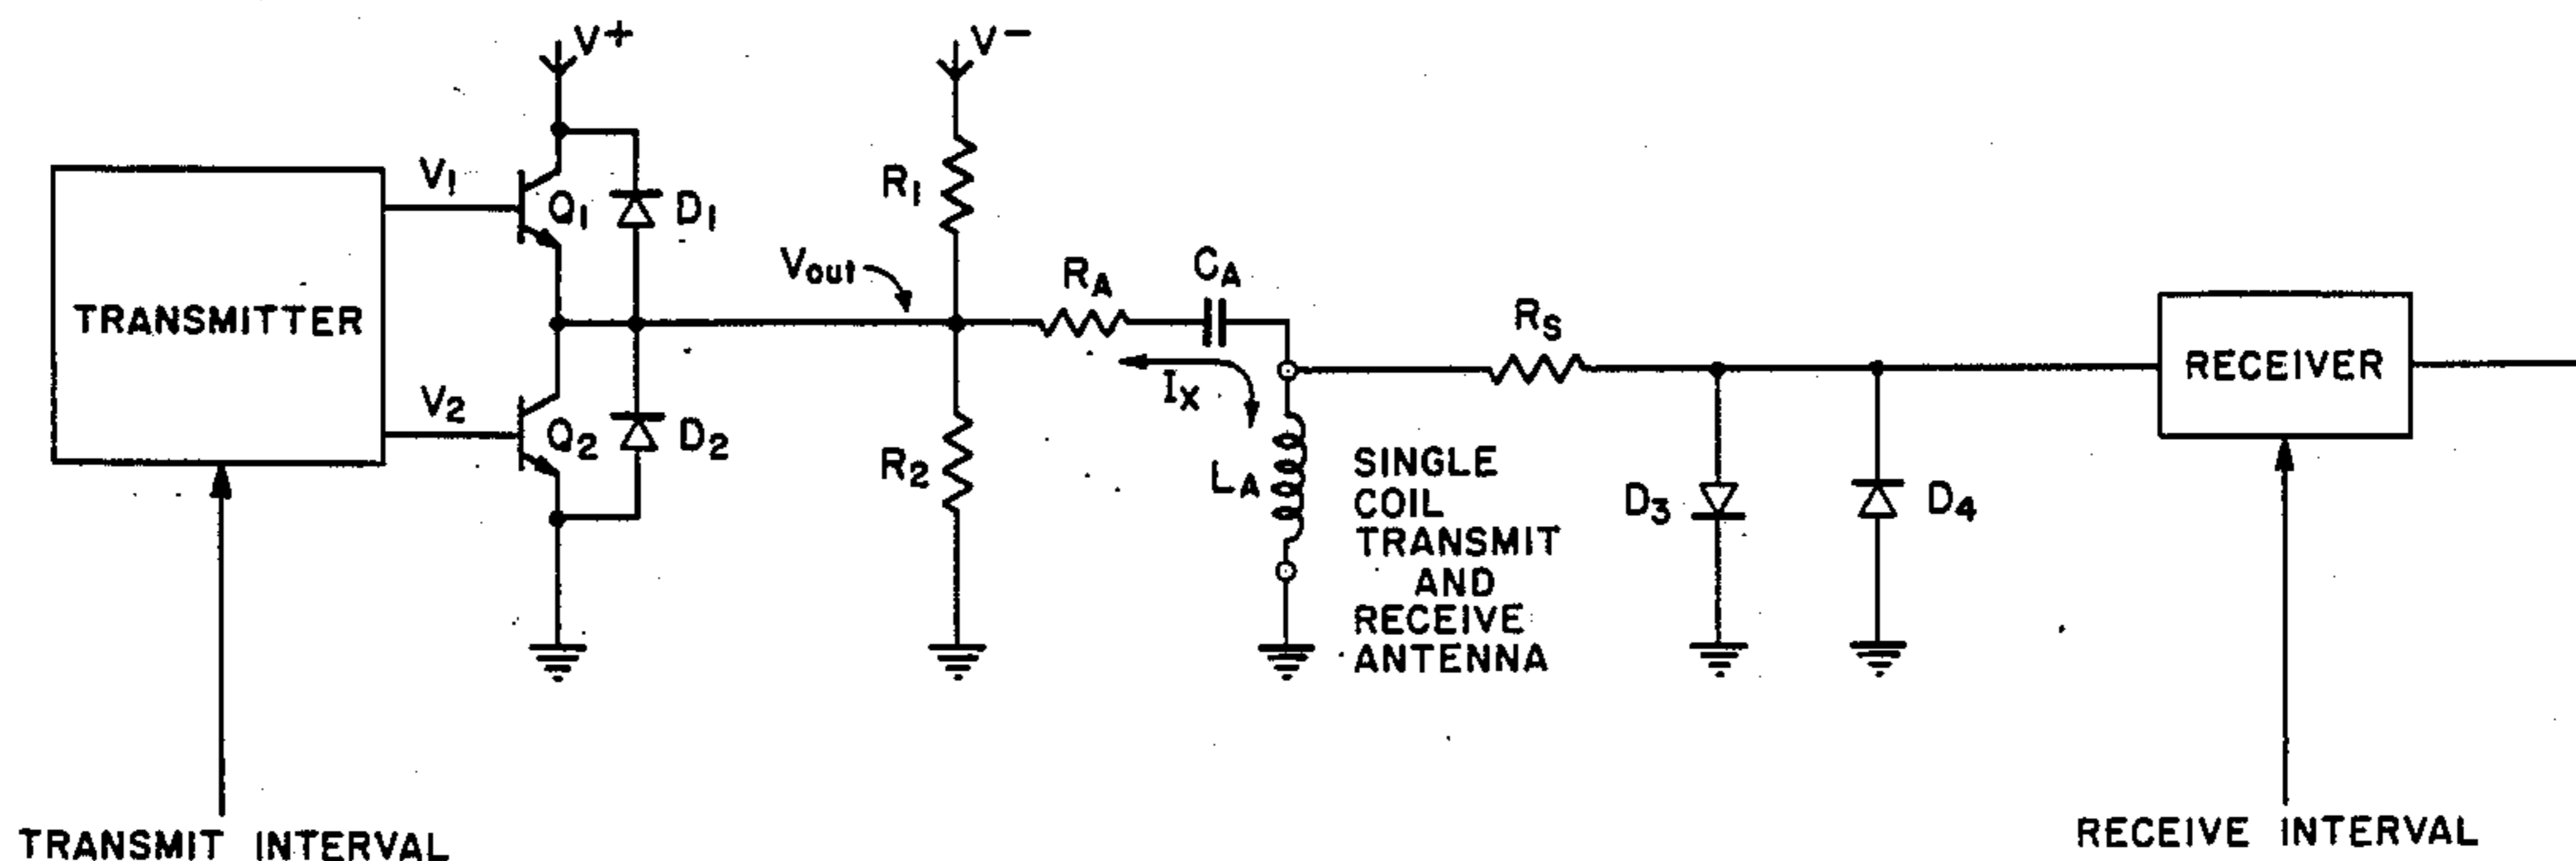 V+
V-
V1
Q1
D1
R1
TRANSMITTER
Vout
RA
CA
IX
RS
RECEIVER
V2
Q2
D2
R2
LA
SINGLE
COIL
TRANSMIT
AND
RECEIVE
ANTENNA
D3
D4
TRANSMIT INTERVAL
RECEIVE INTERVAL